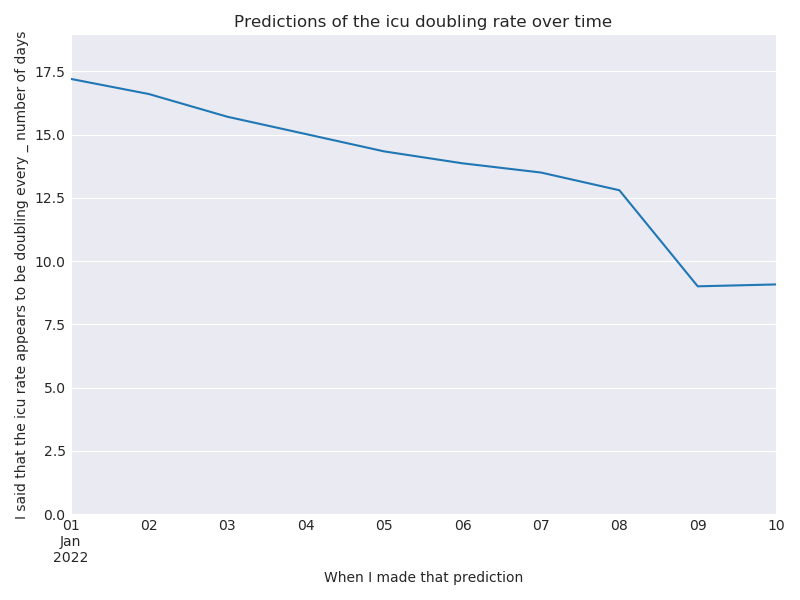 Predictions of the icu doubling rate over time
I said that the icu rate appears to be doubling every _ number of days
17.5
15.0
12.5
10.0
7.5
5.0
2.5
0.0
01 02 03 04 05 06 07 08 09 10
Jan
2022
When I made that prediction